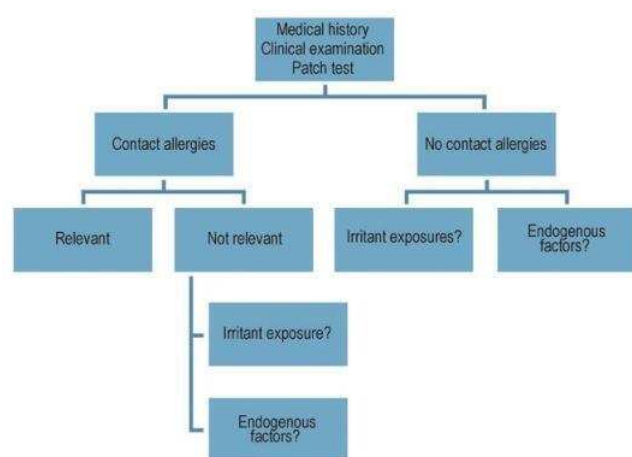 Medical history
Clinical examination
Patch test
Contact allergies
No contact allergies
Relevant
Not relevant
Irritant exposures?
Endogenous
factors?
Irritant exposure?
Endogenous
factors?